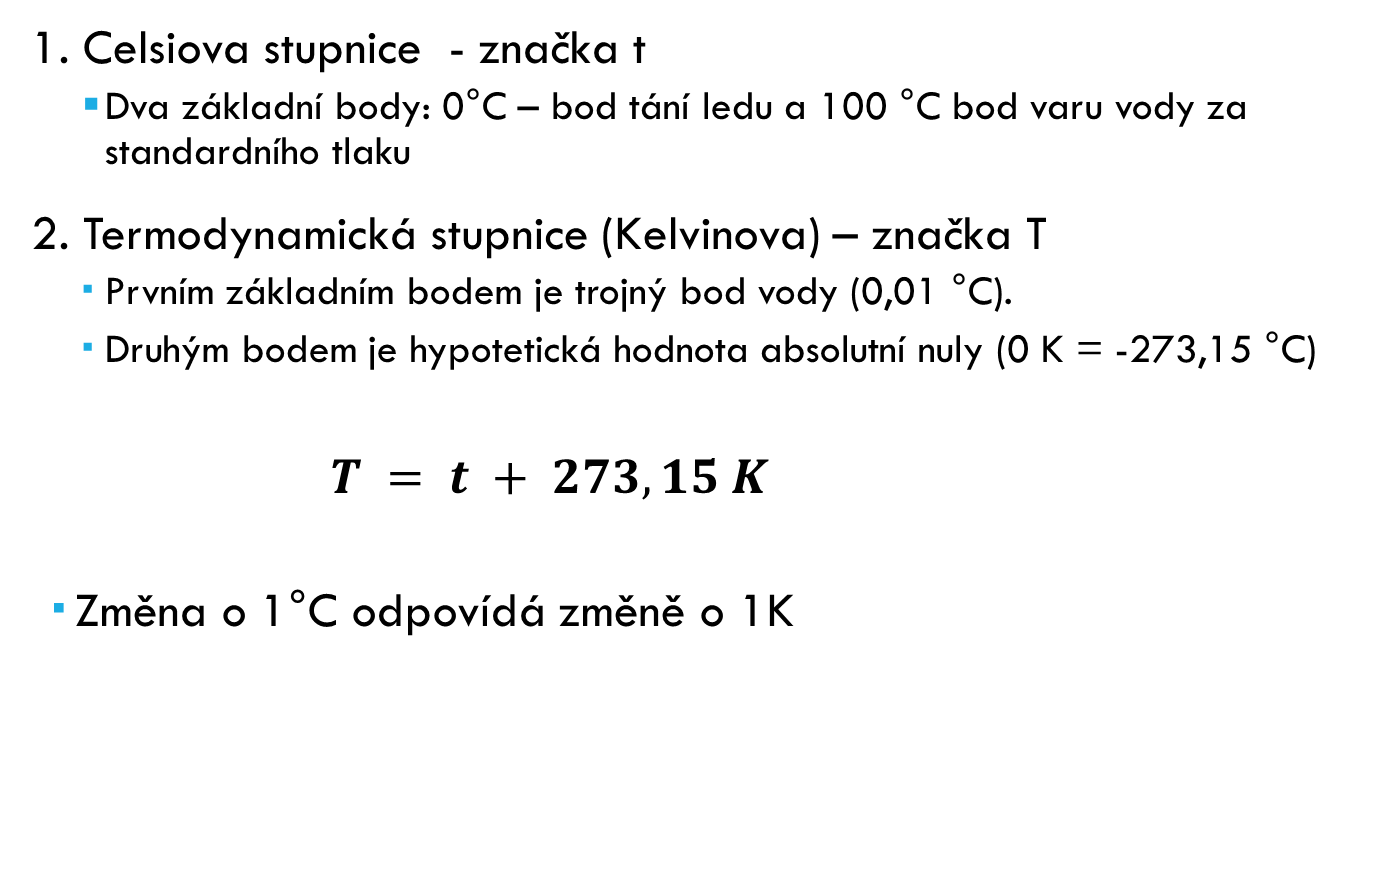 1. Celsiova stupnice  - značka t
▪ Dva základní body: 0°C – bod tání ledu a 100 °C bod varu vody za
standardního tlaku
2. Termodynamická stupnice (Kelvinova) – značka T
▪ Prvním základním bodem je trojný bod vody (0,01 °C).
▪ Druhým bodem je hypotetická hodnota absolutní nuly (0 K = -273,15 °C)
T = t + 273,15 K
▪ Změna o 1°C odpovídá změně o 1K